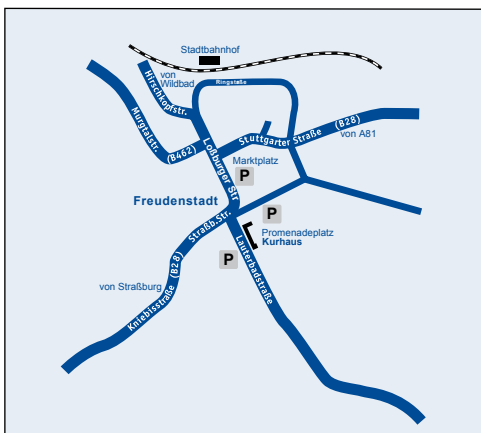 Stadtbahnhof
von
Wildbad
Hirschkopfstr.
Ringstaße
Murgtalstr.
(B462)
Loßburger Str
Stuttgarter Straße (B28)
von A81
Marktplatz
P
Freudenstadt
P
Straßb.Str.
Promenadeplatz
Kurhaus
P
Lauterbadstraße
von Straßburg
Kniebisstraße (B28)